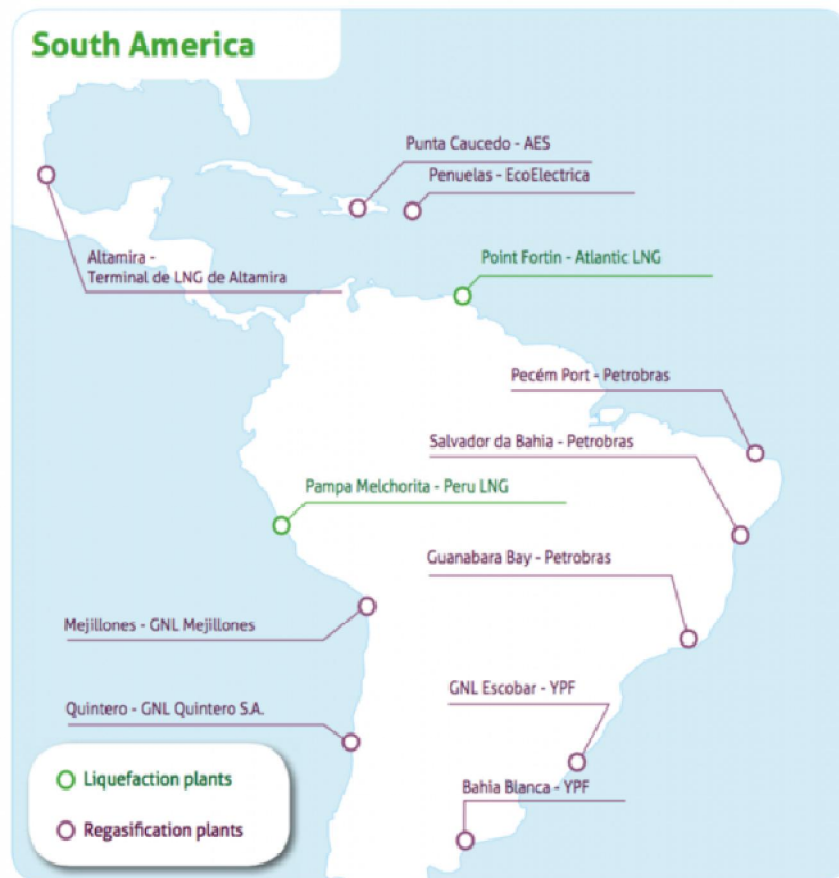 South America
Punta Caucedo - AES
Penuelas - EcoElectrica
Altamira -
Terminal de LNG de Altamira
Point Fortin - Atlantic LNG
Pecém Port - Petrobras
Salvador da Bahia - Petrobras
Pampa Melchorita - Peru LNG
Guanabara Bay - Petrobras
Mejillones - GNL Mejillones
GNL Escobar - YPF
Quintero - GNL Quintero S.A.
Bahia Blanca - YPF
Liquefaction plants
Regasification plants